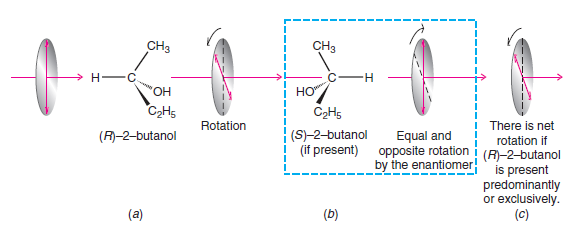 CH3
H
C
OH
C2H5
(R)–2–butanol
Rotation
(a)
CH3
C
H
HO
C2H5
(S)–2–butanol
(if present)
Equal and
opposite rotation
by the enantiomer
(b)
There is net
rotation if
(R)–2–butanol
is present
predominantly
or exclusively.
(c)